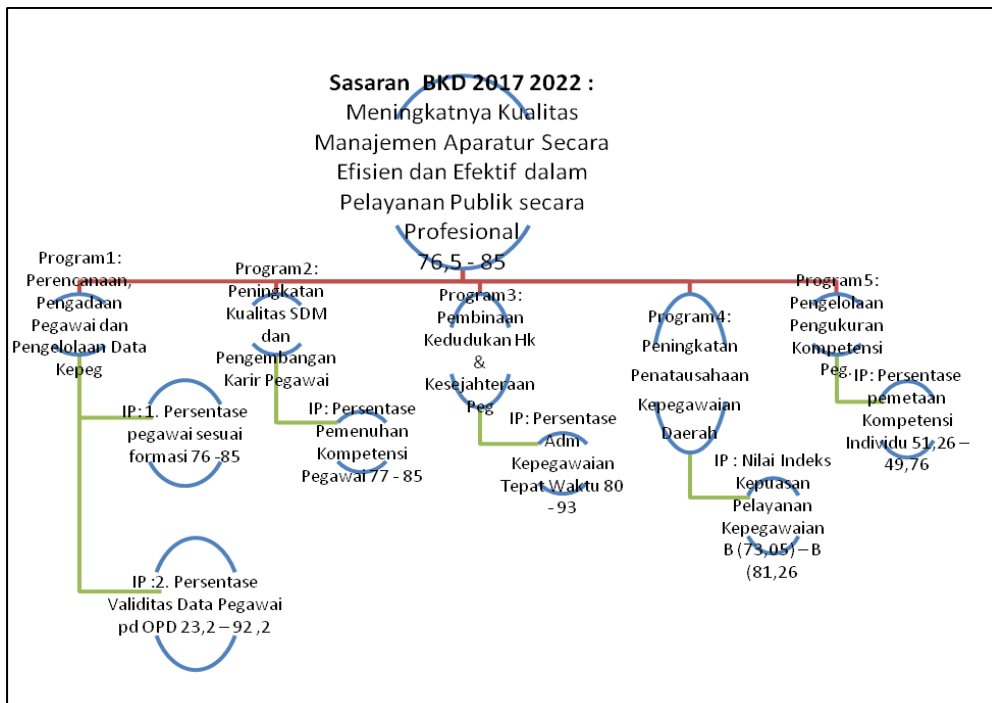 Sasaran BKD 2017 2022 :
Meningkatnya Kualitas
Manajemen Aparatur Secara
Efisien dan Efektif dalam
Pelayanan Publik secara
Profesional
76,5 - 85
Program1:
Perencanaan,
Pengadaan
Pegawai dan
Pengelolaan Data
Kepeg
IP: 1. Persentase
pegawai sesuai
formasi 76 -85
IP :2. Persentase
Validitas Data Pegawai
pd OPD 23,2 – 92 ,2
Program2:
Peningkatan
Kualitas SDM
dan
Pengembangan
Karir Pegawai
IP: Persentase
Pemenuhan
Kompetensi
Pegawai 77 - 85
Program3:
Pembinaan
Kedudukan Hk
&
Kesejahteraan
Peg
IP: Persentase
Adm
Kepegawaian
Tepat Waktu 80
- 93
Program4:
Peningkatan
Penatausahaan
Kepegawaian
Daerah
IP : Nilai Indeks
Kepuasan
Pelayanan
Kepegawaian
B (73,05) – B
(81,26
Program5:
Pengelolaan
Pengukuran
Kompetensi
Peg.
IP: Persentase
pemetaan
Kompetensi
Individu 51,26 –
49,76